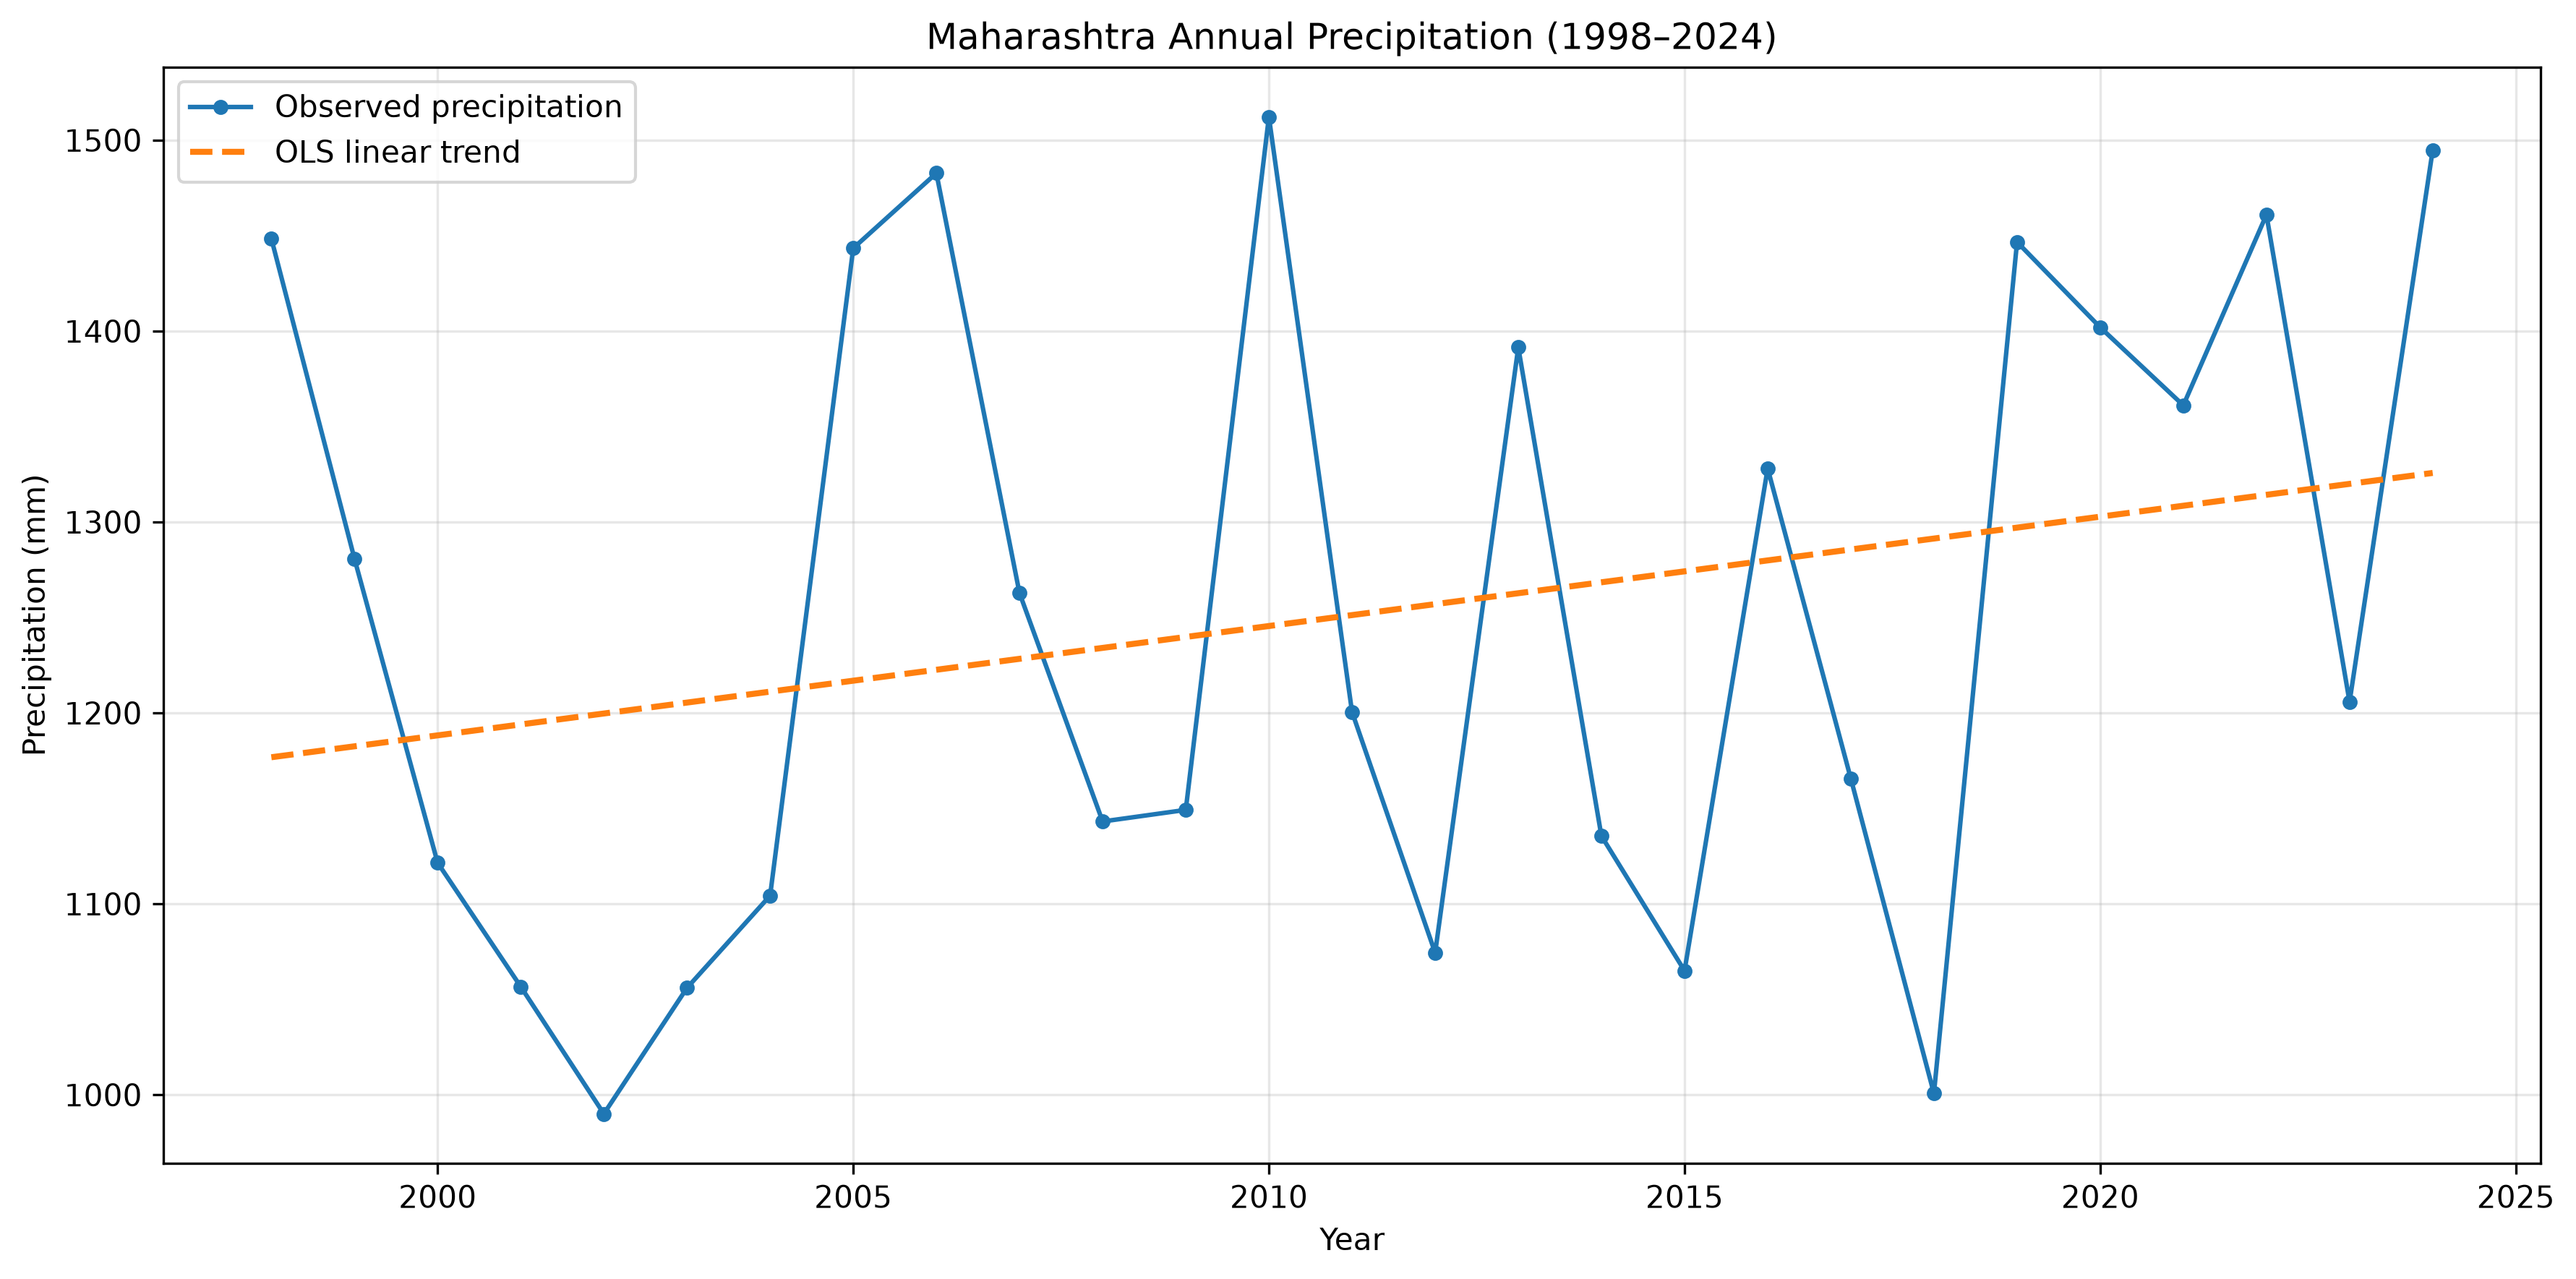 Maharashtra Annual Precipitation (1998–2024)
Observed precipitation
OLS linear trend
Precipitation (mm)
1500
1400
1300
1200
1100
1000
2000 2005 2010 2015 2020 2025
Year